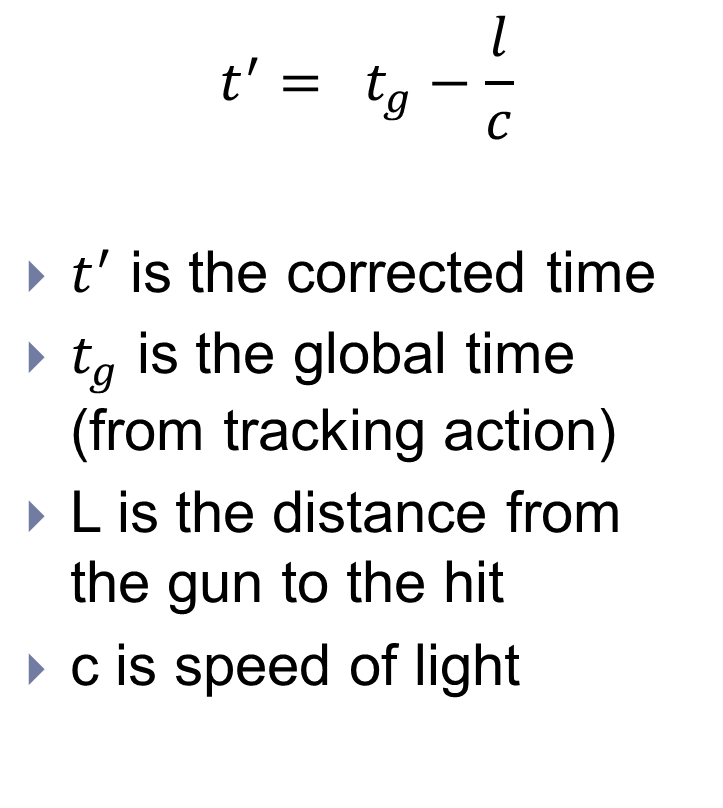 t′ = t_g − l/c
▸ t′ is the corrected time
▸ t_g is the global time
(from tracking action)
▸ L is the distance from
the gun to the hit
▸ c is speed of light